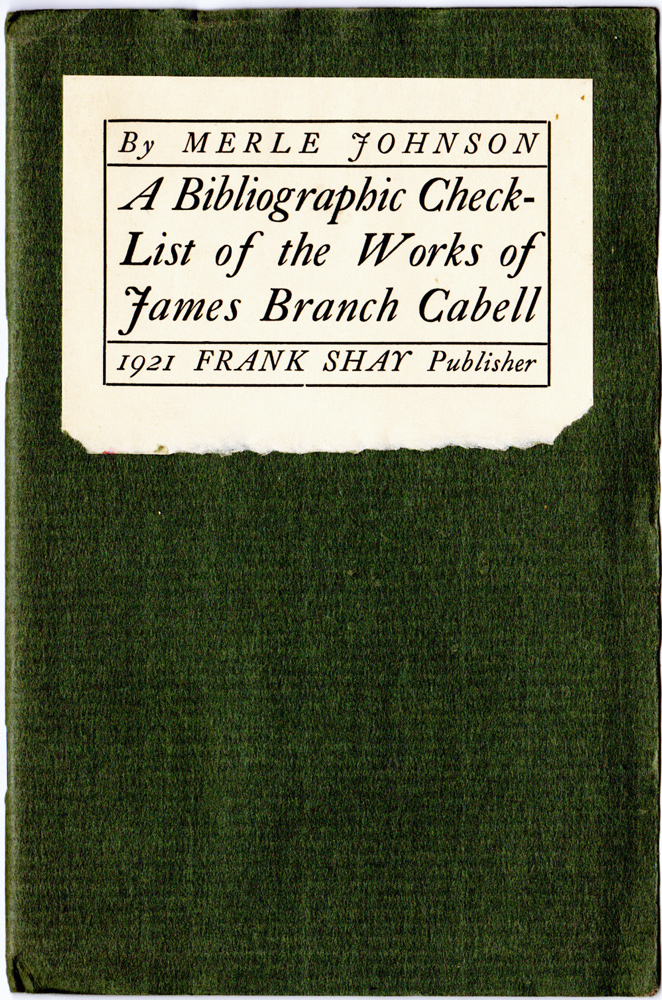 By MERLE JOHNSON
A Bibliographic Check-
List of the Works of
James Branch Cabell
1921 FRANK SHAY Publisher